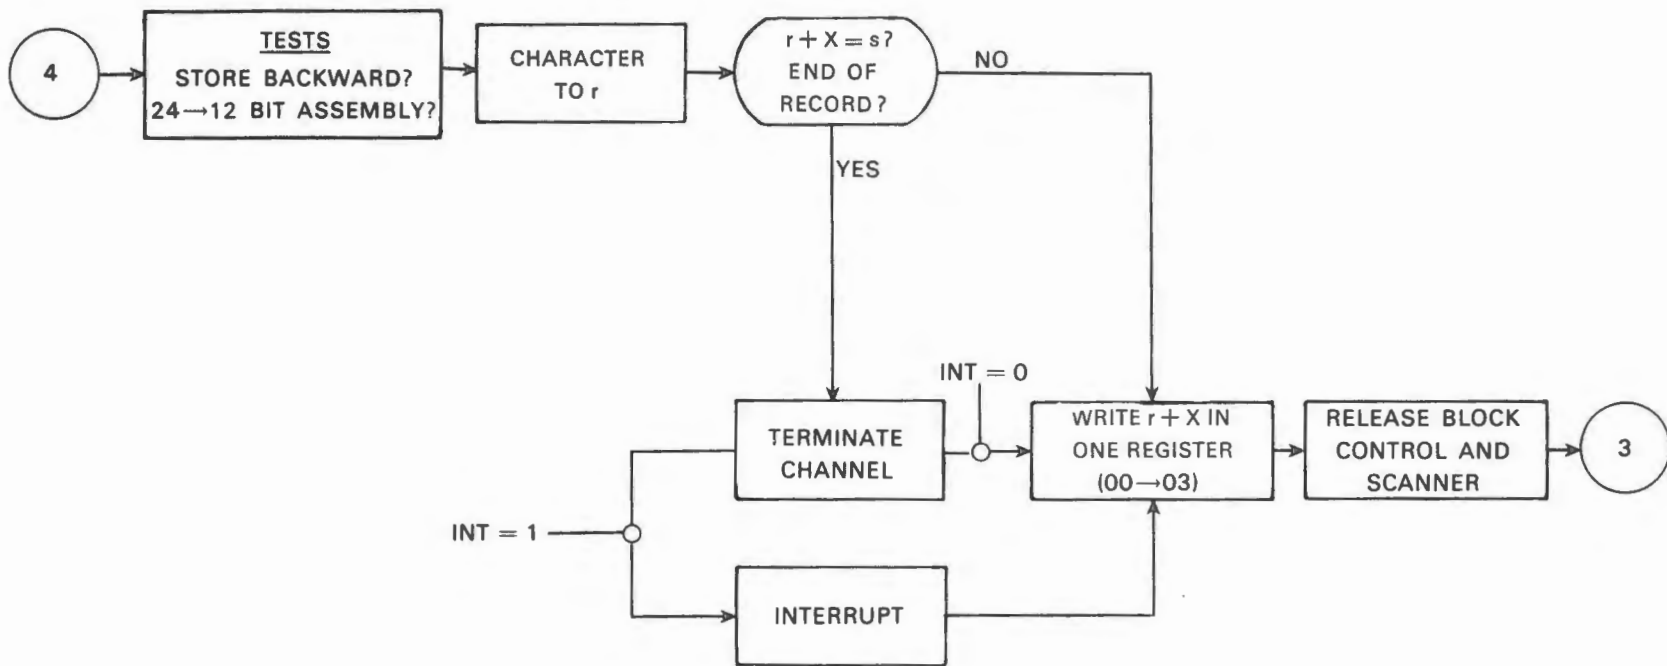 4
TESTS
STORE BACKWARD?
24→12 BIT ASSEMBLY?
CHARACTER
TO r
r + X = s?
END OF
RECORD?
NO
YES
INT = 0
TERMINATE
CHANNEL
WRITE r + X IN
ONE REGISTER
(00→03)
RELEASE BLOCK
CONTROL AND
SCANNER
3
INT = 1
INTERRUPT